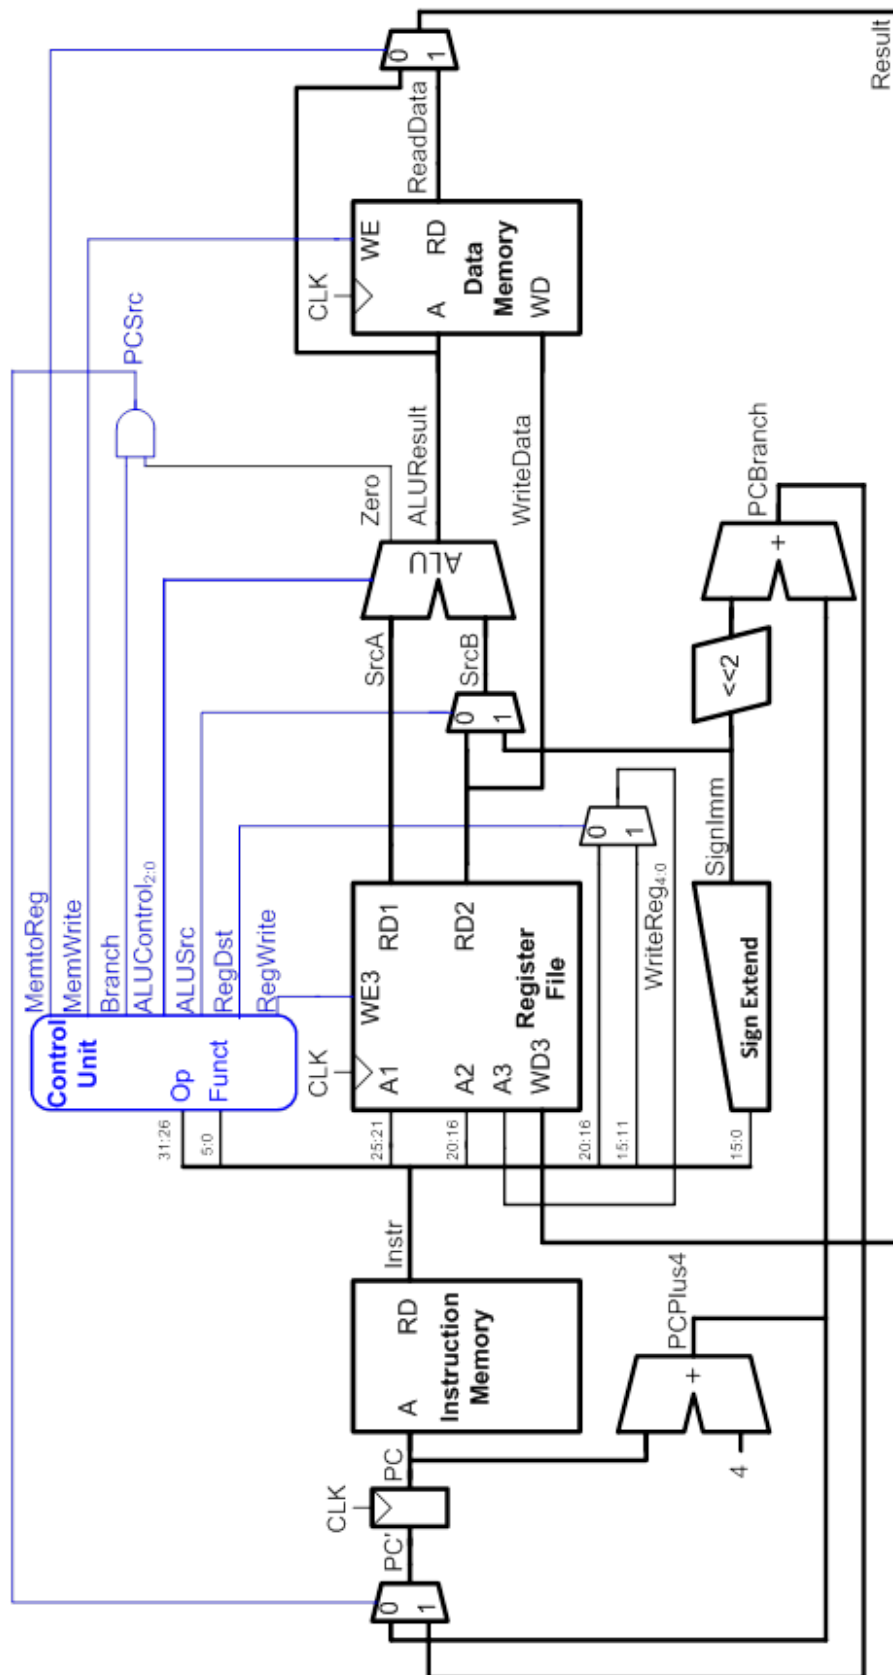 MemtoReg
Control
Unit
MemWrite
Branch
ALUControl2:0
Op
ALUSrc
Funct
RegDst
RegWrite
PCSrc
31:26
5:0
CLK
CLK
CLK
0
1
PC'
PC
A
RD
Instruction
Memory
Instr
25:21
20:16
20:16
15:11
15:0
A1
A2
A3
WD3
WE3
RD1
RD2
Register
File
0
1
SrcA
SrcB
ALU
Zero
ALUResult
WriteData
A
RD
Data
Memory
WD
WE
ReadData
0
1
0
1
WriteReg4:0
Sign Extend
SignImm
<<2
+
PCBranch
4
+
PCPlus4
Result